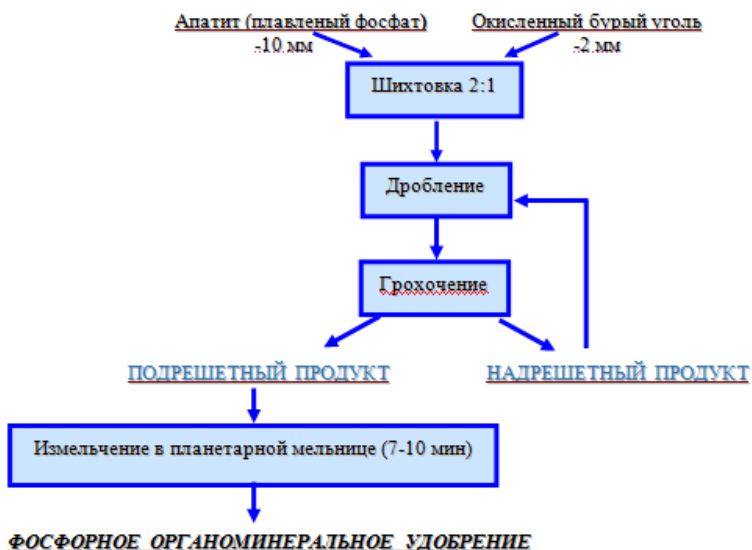 Апатит (плавленый фосфат)
-10 мм
Окисленный бурый уголь
-2 мм
Шихтовка 2:1
Дробление
Грохочение
ПОДРЕШЕТНЫЙ ПРОДУКТ
НАДРЕШЕТНЫЙ ПРОДУКТ
Измельчение в планетарной мельнице (7-10 мин)
ФОСФОРНОЕ ОРГАНОМИНЕРАЛЬНОЕ УДОБРЕНИЕ